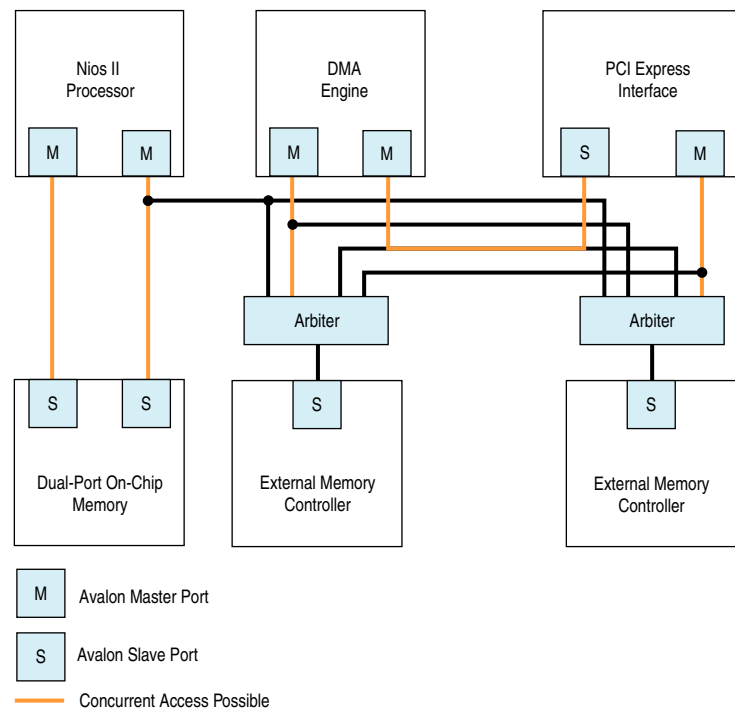 Nios II
Processor
DMA
Engine
PCI Express
Interface
M
M
M
M
S
M
Arbiter
Arbiter
S
S
S
S
Dual-Port On-Chip
Memory
External Memory
Controller
External Memory
Controller
M
Avalon Master Port
S
Avalon Slave Port
Concurrent Access Possible